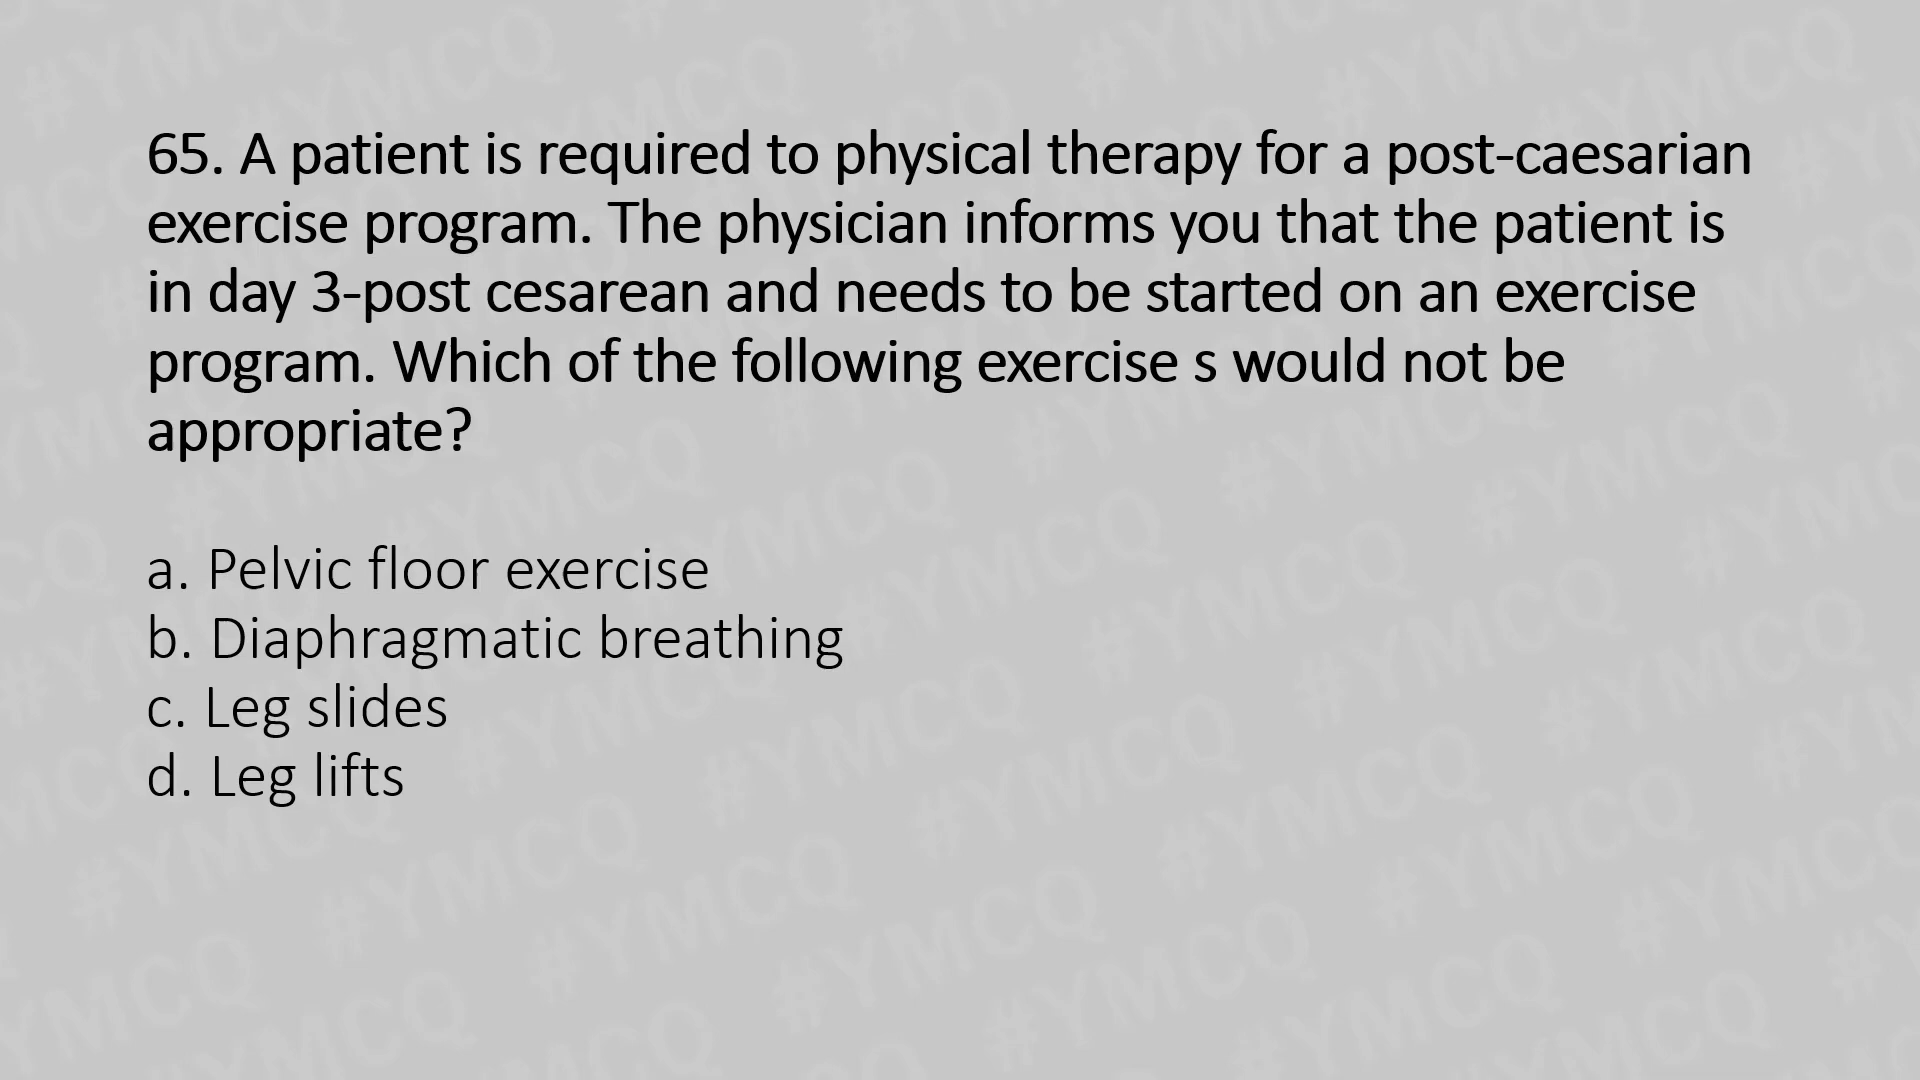 65. A patient is required to physical therapy for a post-caesarian
exercise program. The physician informs you that the patient is
in day 3-post cesarean and needs to be started on an exercise
program. Which of the following exercise s would not be
appropriate?
a. Pelvic floor exercise
b. Diaphragmatic breathing
c. Leg slides
d. Leg lifts
#YMCQ